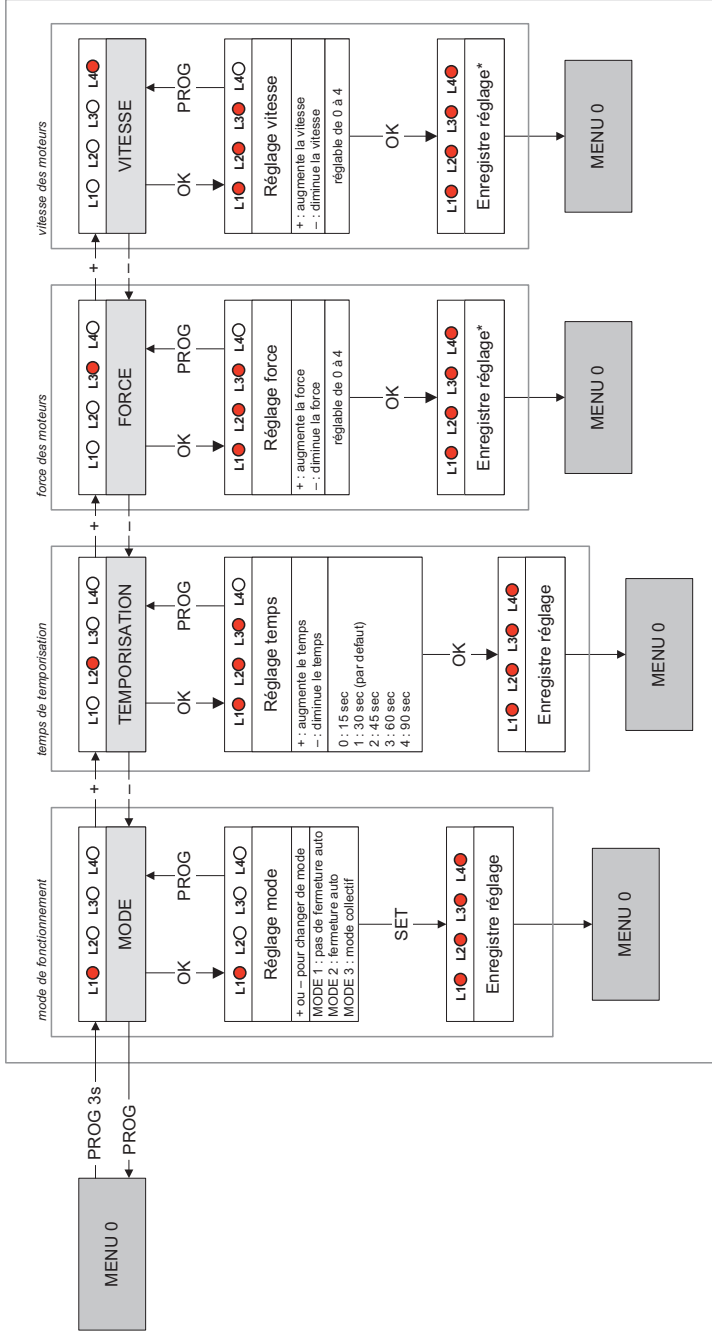 MENU 0
PROG 3s
PROG
mode de fonctionnement
L1 L2 L3 L4
MODE
OK
PROG
L1 L2 L3 L4
Réglage mode
+ ou – pour changer de mode
MODE 1 : pas de fermeture auto
MODE 2 : fermeture auto
MODE 3 : mode collectif
SET
L1 L2 L3 L4
Enregistre réglage
MENU 0
+
–
temps de temporisation
L1 L2 L3 L4
TEMPORISATION
OK
PROG
L1 L2 L3 L4
Réglage temps
+ : augmente le temps
– : diminue le temps
0 : 15 sec
1 : 30 sec (par defaut)
2 : 45 sec
3 : 60 sec
4 : 90 sec
OK
L1 L2 L3 L4
Enregistre réglage
MENU 0
+
–
force des moteurs
L1 L2 L3 L4
FORCE
OK
PROG
L1 L2 L3 L4
Réglage force
+ : augmente la force
– : diminue la force
réglable de 0 à 4
OK
L1 L2 L3 L4
Enregistre réglage*
MENU 0
+
–
vitesse des moteurs
L1 L2 L3 L4
VITESSE
OK
PROG
L1 L2 L3 L4
Réglage vitesse
+ : augmente la vitesse
– : diminue la vitesse
réglable de 0 à 4
OK
L1 L2 L3 L4
Enregistre réglage*
MENU 0